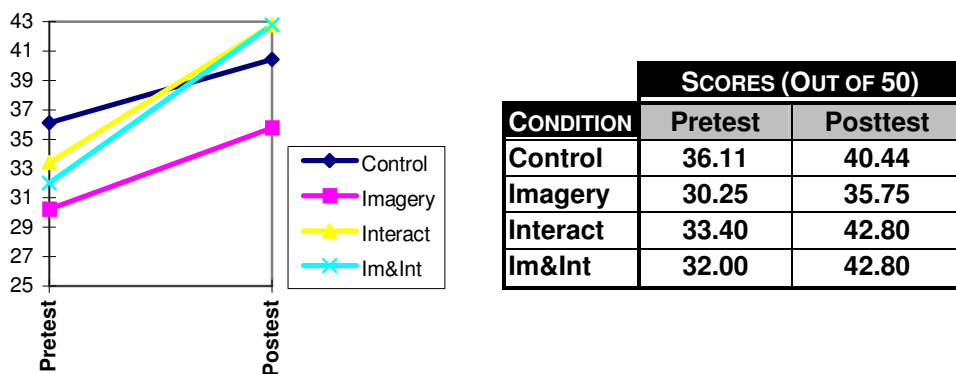 43
41
39
37
35
33
31
29
27
25
Pretest
Postest
Control
Imagery
Interact
Im&Int
SCORES (OUT OF 50)
CONDITION Pretest Posttest
Control 36.11 40.44
Imagery 30.25 35.75
Interact 33.40 42.80
Im&Int 32.00 42.80